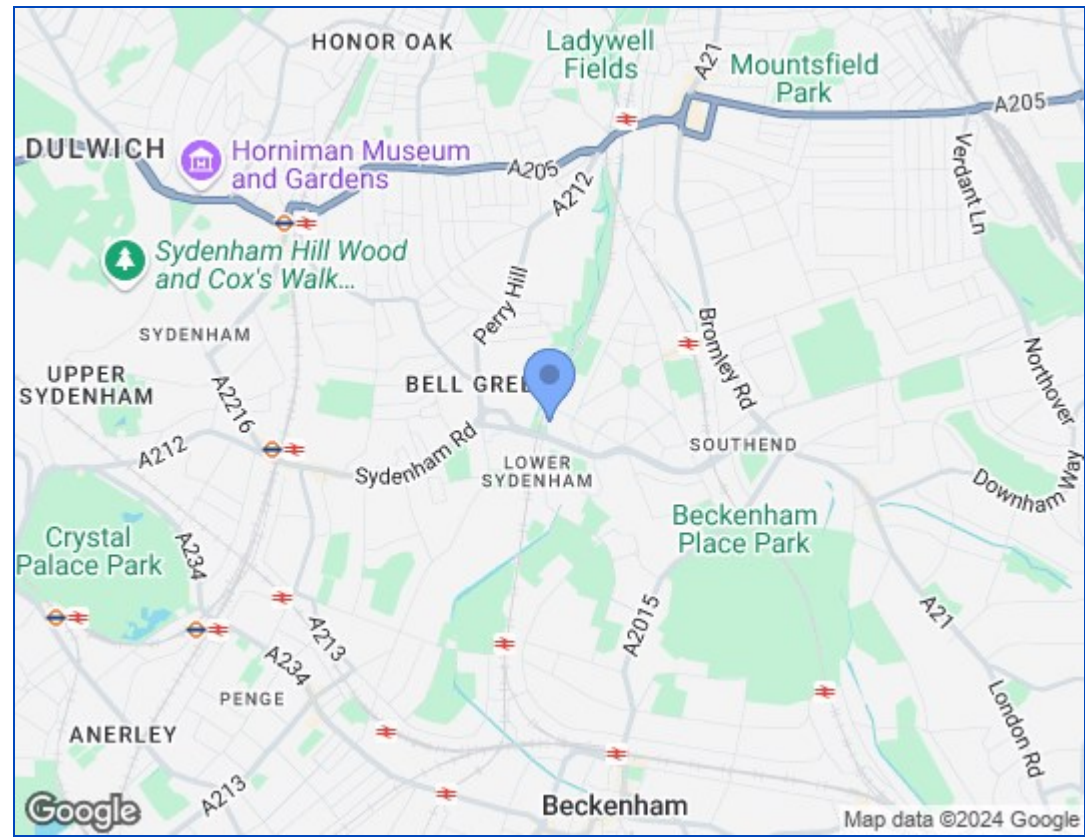 HONOR OAK
Ladywell
Fields
A21
Mountsfield
Park
A205
DULWICH
Horniman Museum
and Gardens
A205
A212
Verdant Ln
Sydenham Hill Wood
and Cox's Walk...
SYDENHAM
Perry Hill
Bromley Rd
Northover
UPPER
SYDENHAM
BELL GREE
A2216
A212
Sydenham Rd
SOUTHEND
LOWER
SYDENHAM
Downham Way
Crystal
Palace Park
A234
Beckenham
Place Park
A21
A2015
A213
A234
PENGE
London Rd
ANERLEY
A213
Beckenham
Google
Map data ©2024 Google